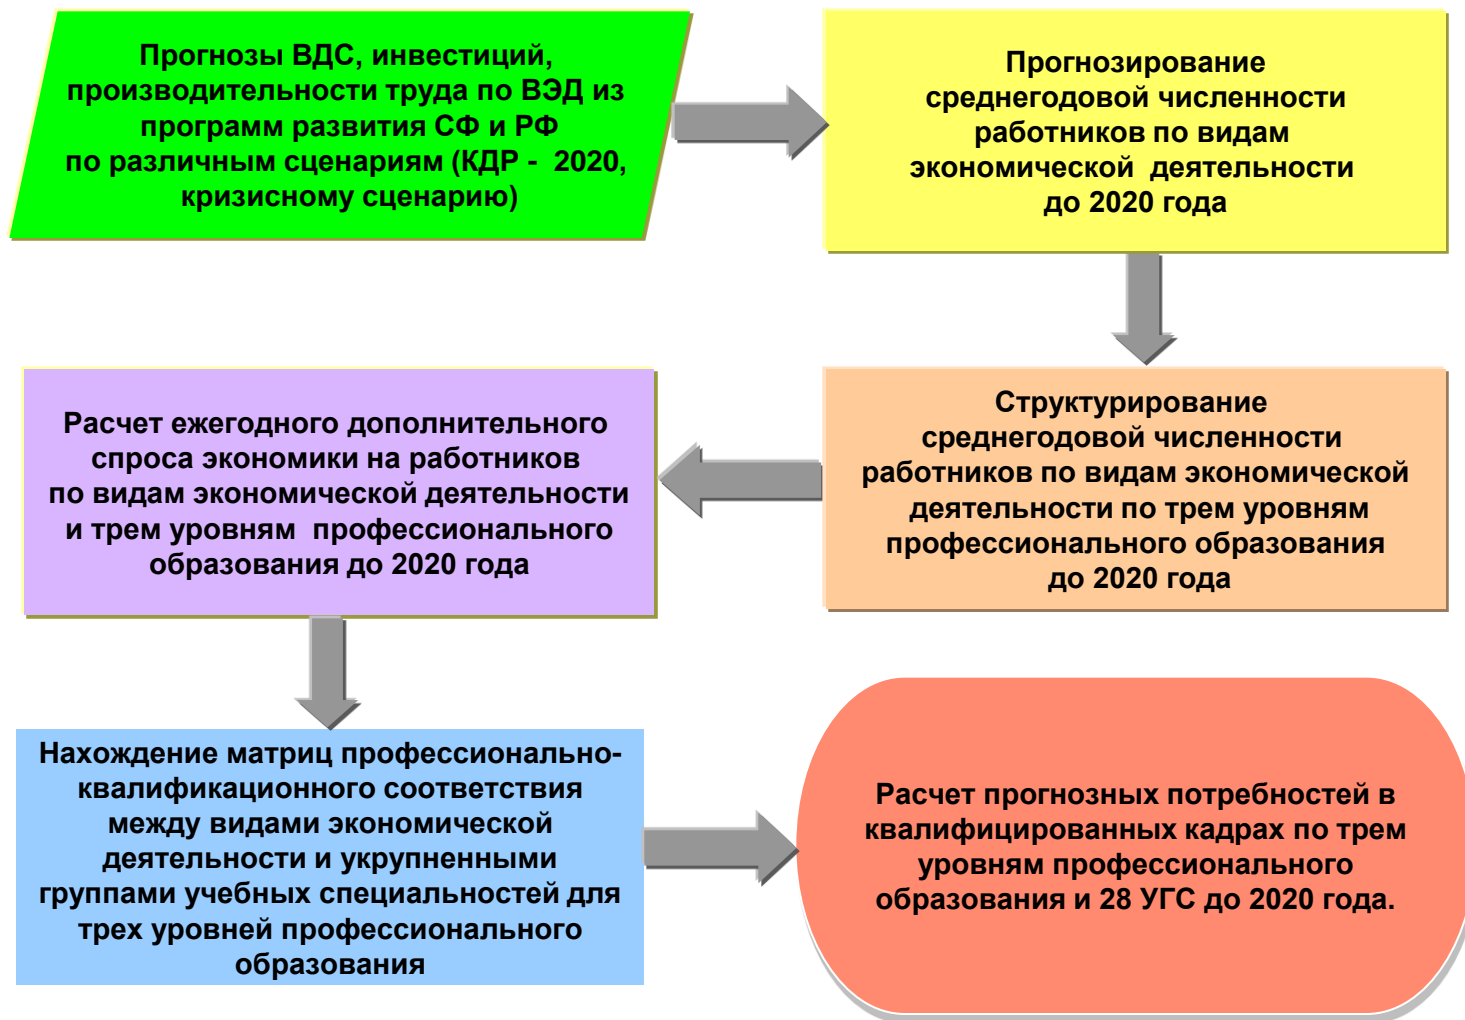 Прогнозы ВДС, инвестиций,
производительности труда по ВЭД из
программ развития СФ и РФ
по различным сценариям (КДР - 2020,
кризисному сценарию)
Прогнозирование
среднегодовой численности
работников по видам
экономической деятельности
до 2020 года
Структурирование
среднегодовой численности
работников по видам экономической
деятельности по трем уровням
профессионального образования
до 2020 года
Расчет ежегодного дополнительного
спроса экономики на работников
по видам экономической деятельности
и трем уровням профессионального
образования до 2020 года
Нахождение матриц профессионально-
квалификационного соответствия
между видами экономической
деятельности и укрупненными
группами учебных специальностей для
трех уровней профессионального
образования
Расчет прогнозных потребностей в
квалифицированных кадрах по трем
уровням профессионального
образования и 28 УГС до 2020 года.